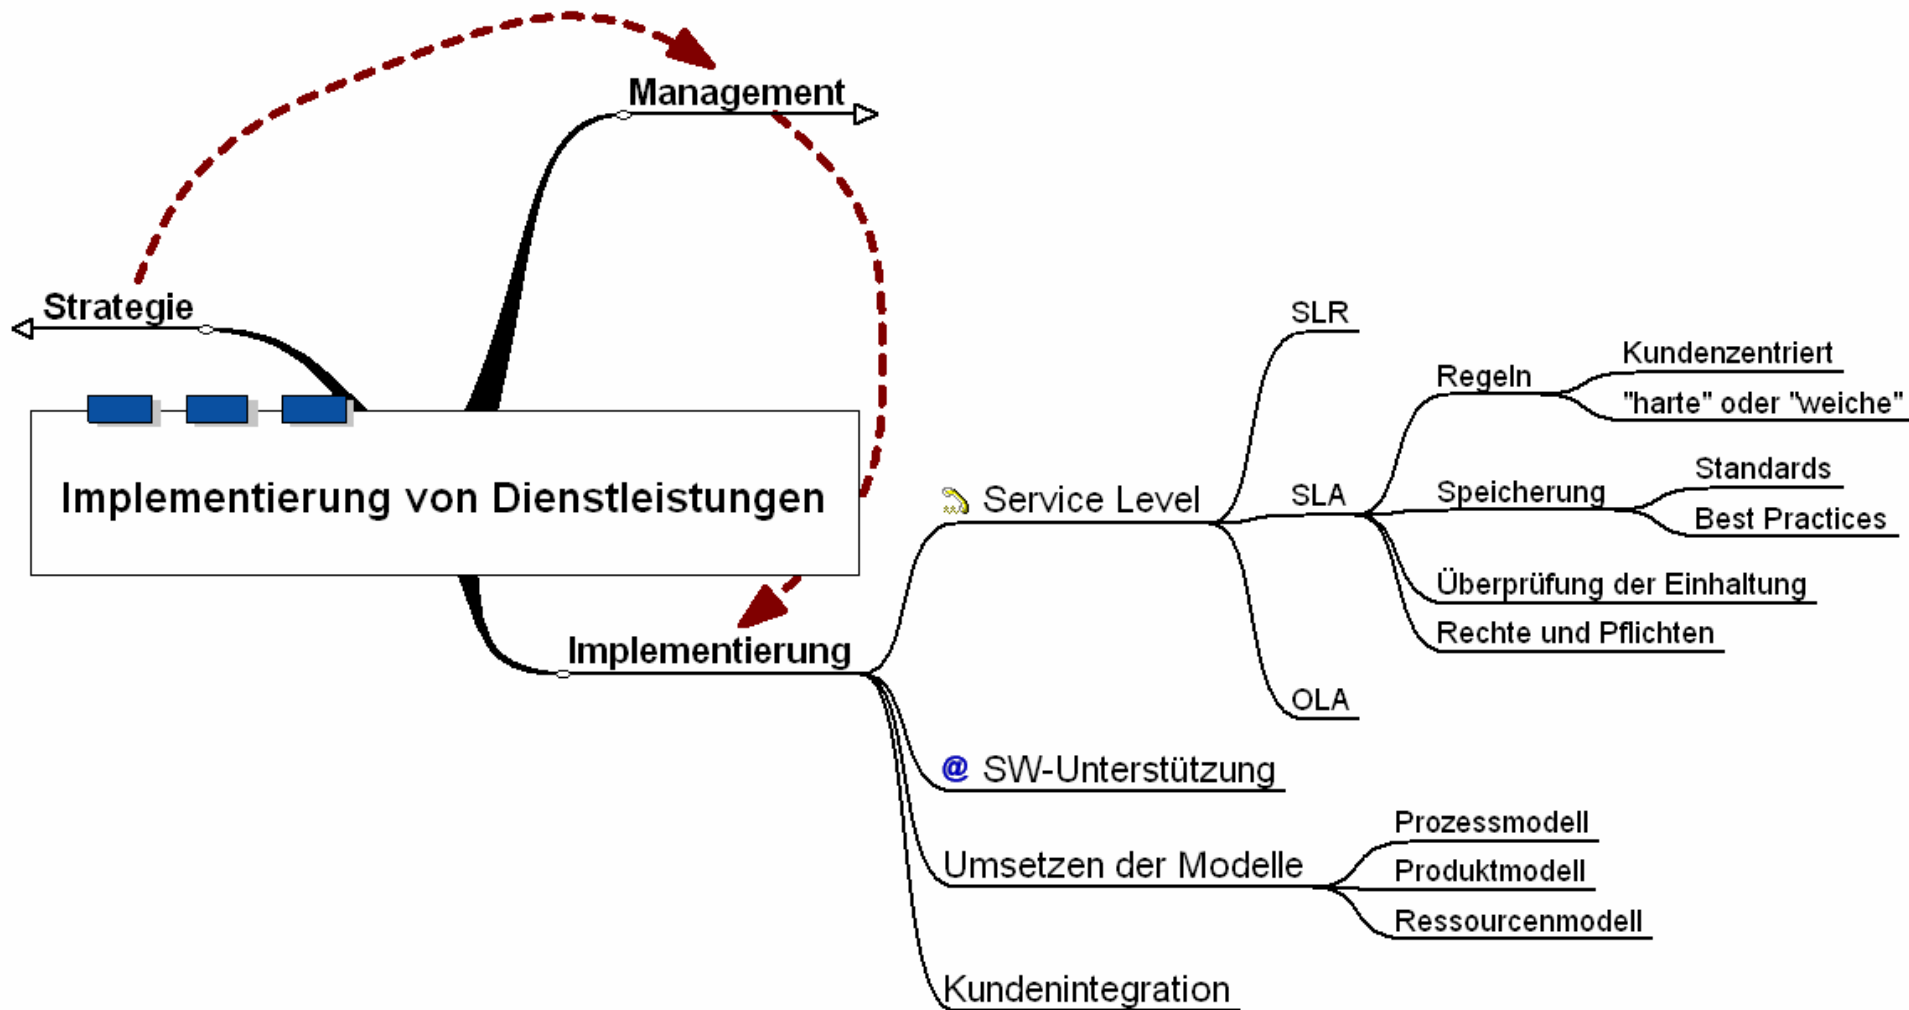 Management
Strategie
Implementierung von Dienstleistungen
Implementierung
Service Level
SLR
SLA
Regeln
Kundenzentriert
"harte" oder "weiche"
Speicherung
Standards
Best Practices
Überprüfung der Einhaltung
Rechte und Pflichten
OLA
@ SW-Unterstützung
Umsetzen der Modelle
Prozessmodell
Produktmodell
Ressourcenmodell
Kundenintegration